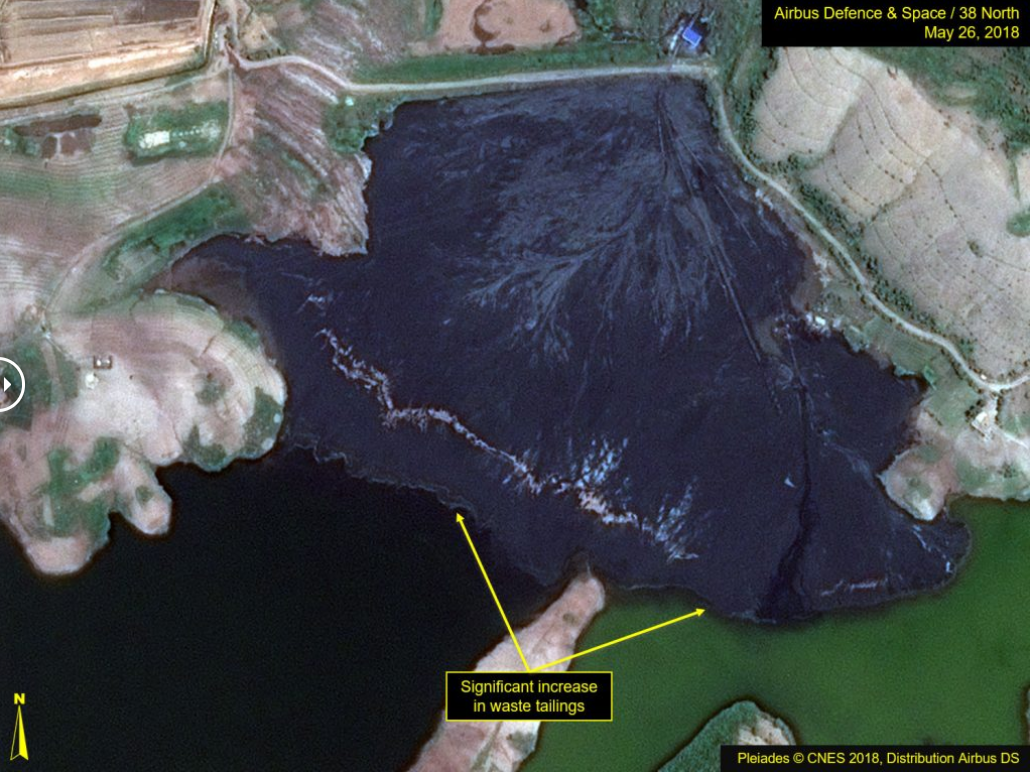 Airbus Defence & Space / 38 North
May 26, 2018
Significant increase
in waste tailings
N
Pleiades © CNES 2018, Distribution Airbus DS